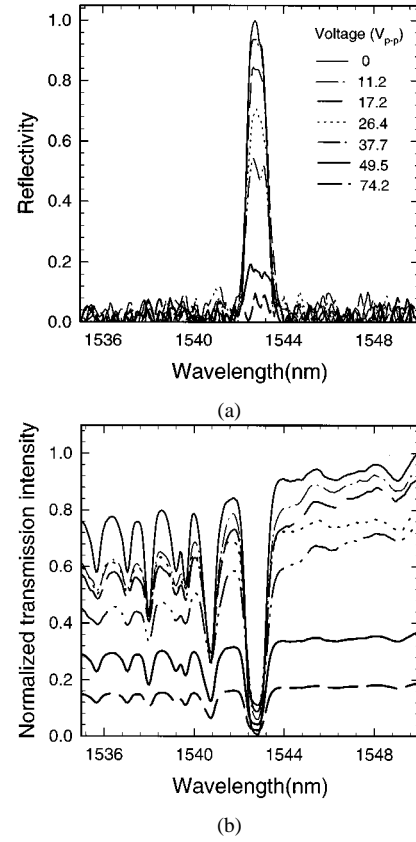 1.0
0.8
0.6
0.4
0.2
0.0
Reflectivity
Voltage (Vp-p)
0
11.2
17.2
26.4
37.7
49.5
74.2
1536 1540 1544 1548
Wavelength(nm)
(a)
1.0
0.8
0.6
0.4
0.2
0.0
Normalized transmission intensity
1536 1540 1544 1548
Wavelength(nm)
(b)